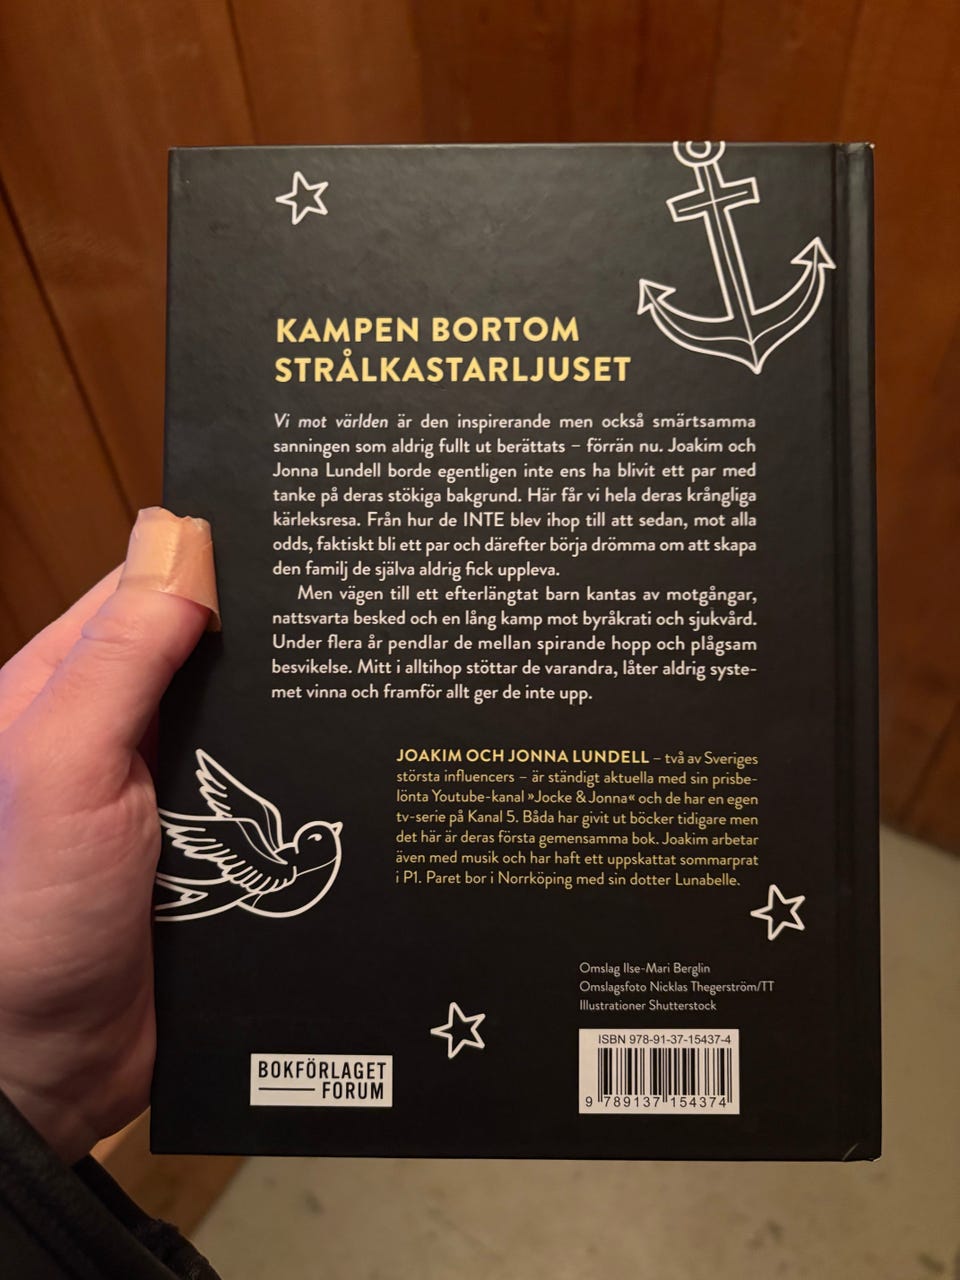 KAMPEN BORTOM
STRÅLKASTARLJUSET
Vi mot världen är den inspirerande men också smärtsamma
sanningen som aldrig fullt ut berättats – förrän nu. Joakim och
Jonna Lundell borde egentligen inte ens ha blivit ett par med
tanke på deras stökiga bakgrund. Här får vi hela deras krångliga
kärleksresa. Från hur de INTE blev ihop till att sedan, mot alla
odds, faktiskt bli ett par och därefter börja drömma om att skapa
den familj de själva aldrig fick uppleva.
Men vägen till ett efterlängtat barn kantas av motgångar,
nattsvarta besked och en lång kamp mot byråkrati och sjukvård.
Under flera år pendlar de mellan spirande hopp och plågsam
besvikelse. Mitt i alltihop stöttar de varandra, låter aldrig syste-
met vinna och framför allt ger de inte upp.
JOAKIM OCH JONNA LUNDELL – två av Sveriges
största influencers – är ständigt aktuella med sin prisbe-
lönta Youtube-kanal »Jocke & Jonna« och de har en egen
tv-serie på Kanal 5. Båda har givit ut böcker tidigare men
det här är deras första gemensamma bok. Joakim arbetar
även med musik och har haft ett uppskattat sommarprat
i P1. Paret bor i Norrköping med sin dotter Lunabelle.
Omslag Ilse-Mari Berglin
Omslagsfoto Nicklas Thegerström/TT
Illustrationer Shutterstock
ISBN 978-91-37-15437-4
9 789137 154374
BOKFÖRLAGET
FORUM